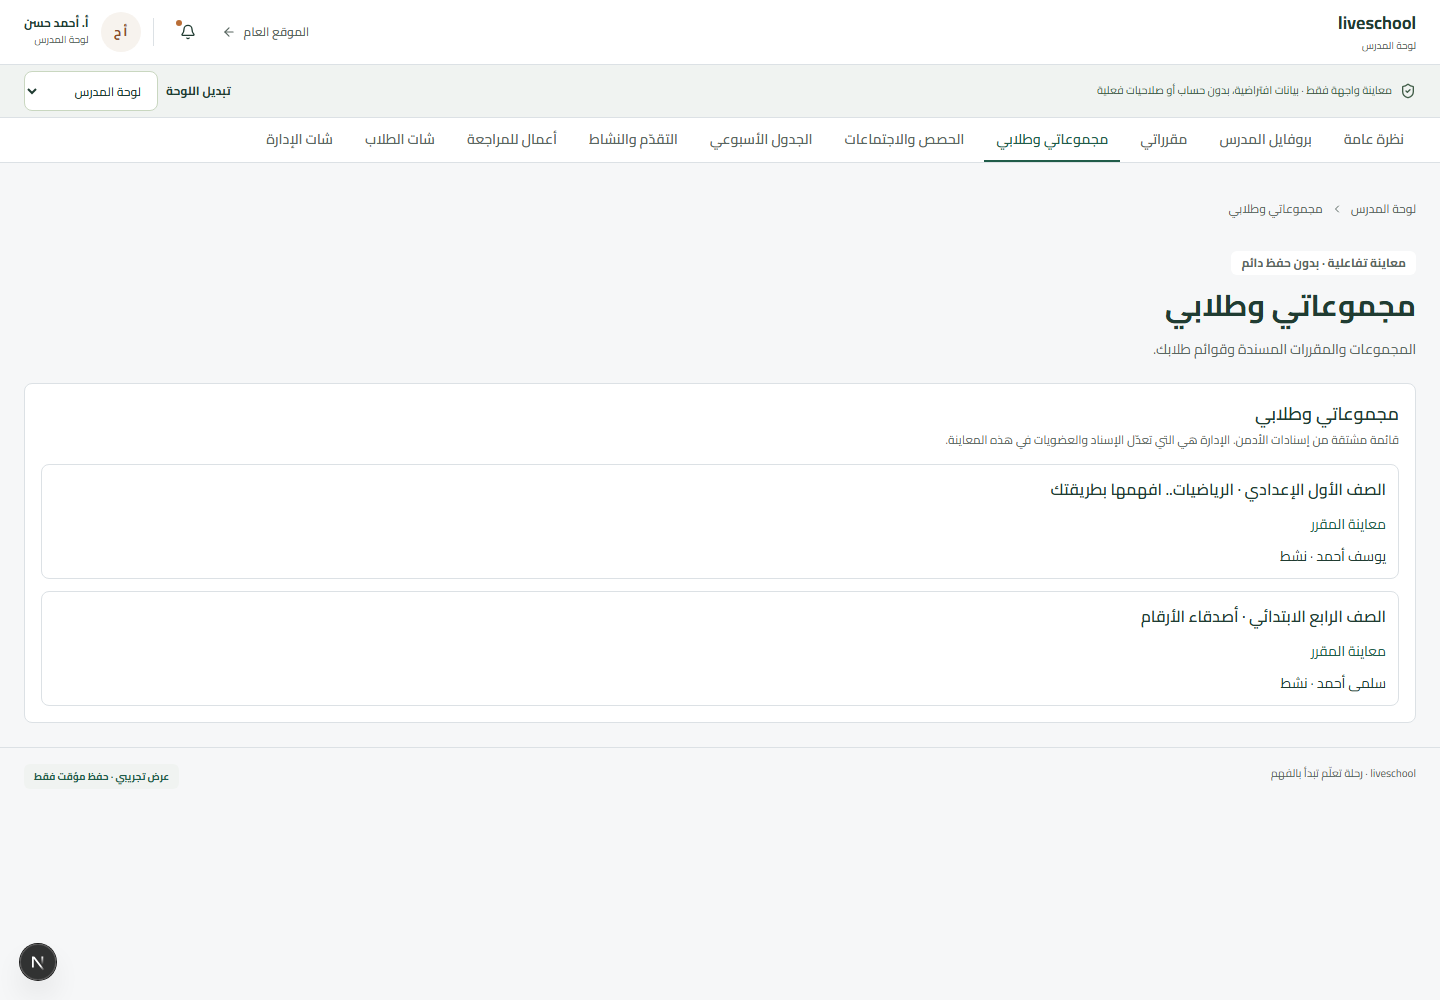 liveschool
لوحة المدرس
الموقع العام
أ ح
أ. أحمد حسن
لوحة المدرس
معاينة واجهة فقط · بيانات افتراضية، بدون حساب أو صلاحيات فعلية
تبديل اللوحة
لوحة المدرس
نظرة عامة
بروفايل المدرس
مقرراتي
مجموعاتي وطلابي
الحصص والاجتماعات
الجدول الأسبوعي
التقدّم والنشاط
أعمال للمراجعة
شات الطلاب
شات الإدارة
لوحة المدرس
مجموعاتي وطلابي
معاينة تفاعلية · بدون حفظ دائم
مجموعاتي وطلابي
المجموعات والمقررات المسندة وقوائم طلابك.
مجموعاتي وطلابي
قائمة مشتقة من إسنادات الأدمن. الإدارة هي التي تعدّل الإسناد والعضويات في هذه المعاينة.
الصف الأول الإعدادي · الرياضيات.. افهمها بطريقتك
معاينة المقرر
يوسف أحمد · نشط
الصف الرابع الابتدائي · أصدقاء الأرقام
معاينة المقرر
سلمى أحمد · نشط
liveschool · رحلة تعلّم تبدأ بالفهم
عرض تجريبي · حفظ مؤقت فقط
N